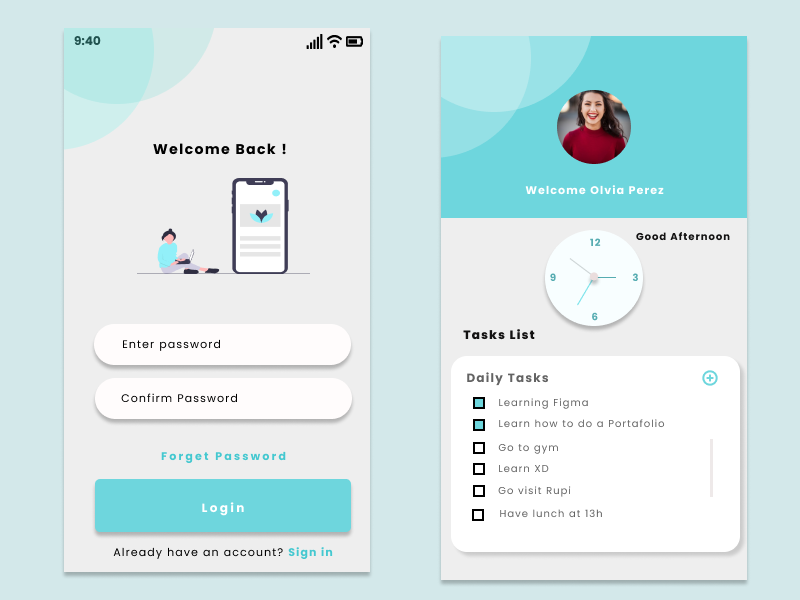 9:40
Welcome Back !
Enter password
Confirm Password
Forget Password
Login
Already have an account? Sign in
Welcome Olvia Perez
Good Afternoon
12
9
3
6
Tasks List
Daily Tasks
Learning Figma
Learn how to do a Portafolio
Go to gym
Learn XD
Go visit Rupi
Have lunch at 13h